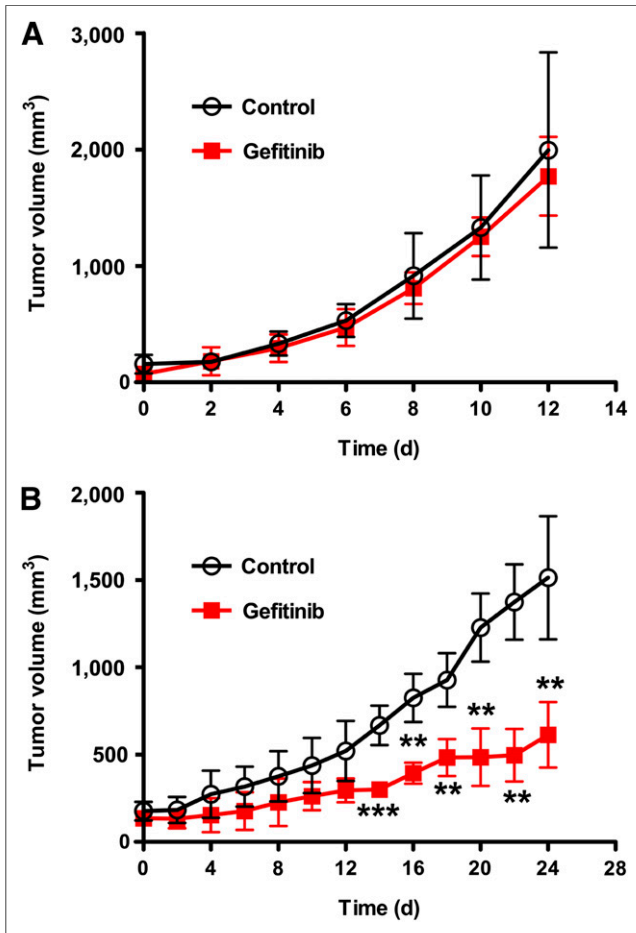 A
3,000
2,000
1,000
0
Tumor volume (mm³)
Control
Gefitinib
0 2 4 6 8 10 12 14
Time (d)
B
2,000
1,500
1,000
500
0
Tumor volume (mm³)
Control
Gefitinib
**
**
**
***
**
**
0 4 8 12 16 20 24 28
Time (d)